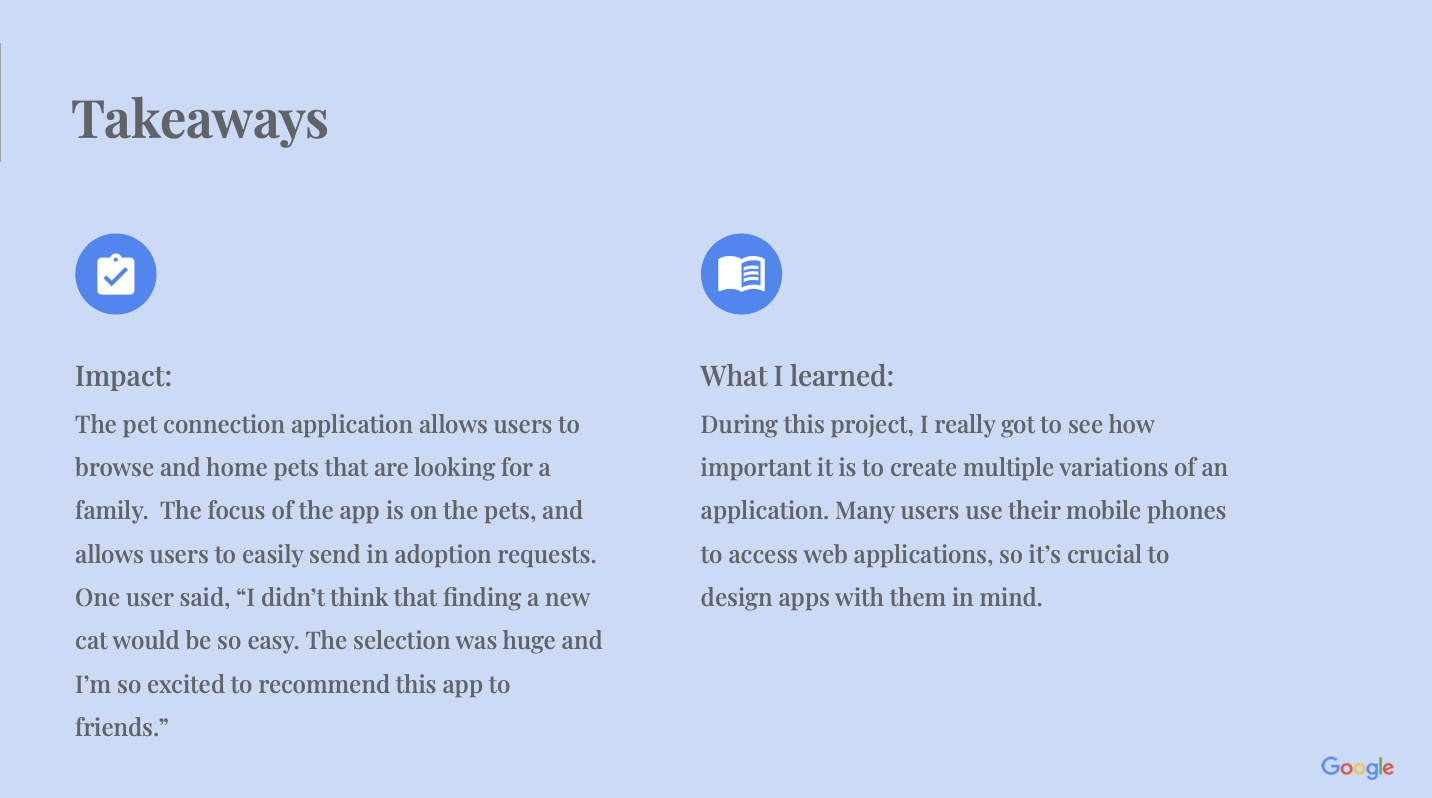 Takeaways
Impact:
The pet connection application allows users to
browse and home pets that are looking for a
family.  The focus of the app is on the pets, and
allows users to easily send in adoption requests.
One user said, “I didn’t think that finding a new
cat would be so easy. The selection was huge and
I’m so excited to recommend this app to
friends.”
What I learned:
During this project, I really got to see how
important it is to create multiple variations of an
application. Many users use their mobile phones
to access web applications, so it’s crucial to
design apps with them in mind.
Google